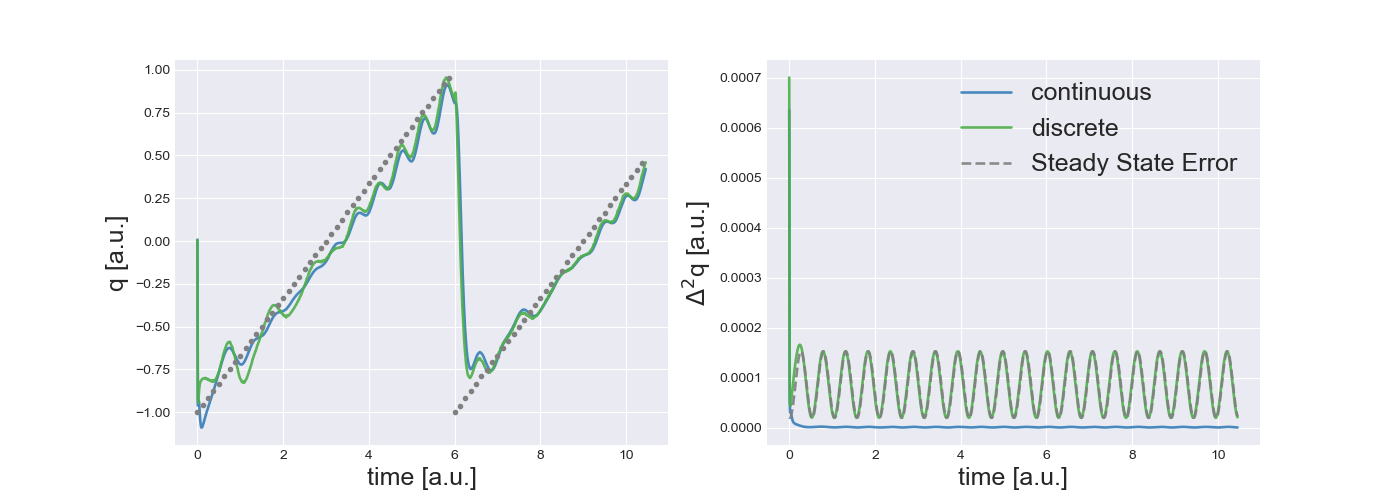 1.00
0.75
0.50
0.25
0.00
−0.25
−0.50
−0.75
−1.00
q [a.u.]
0 2 4 6 8 10
time [a.u.]
0.0007
0.0006
0.0005
0.0004
0.0003
0.0002
0.0001
0.0000
Δ²q [a.u.]
continuous
discrete
Steady State Error
0 2 4 6 8 10
time [a.u.]